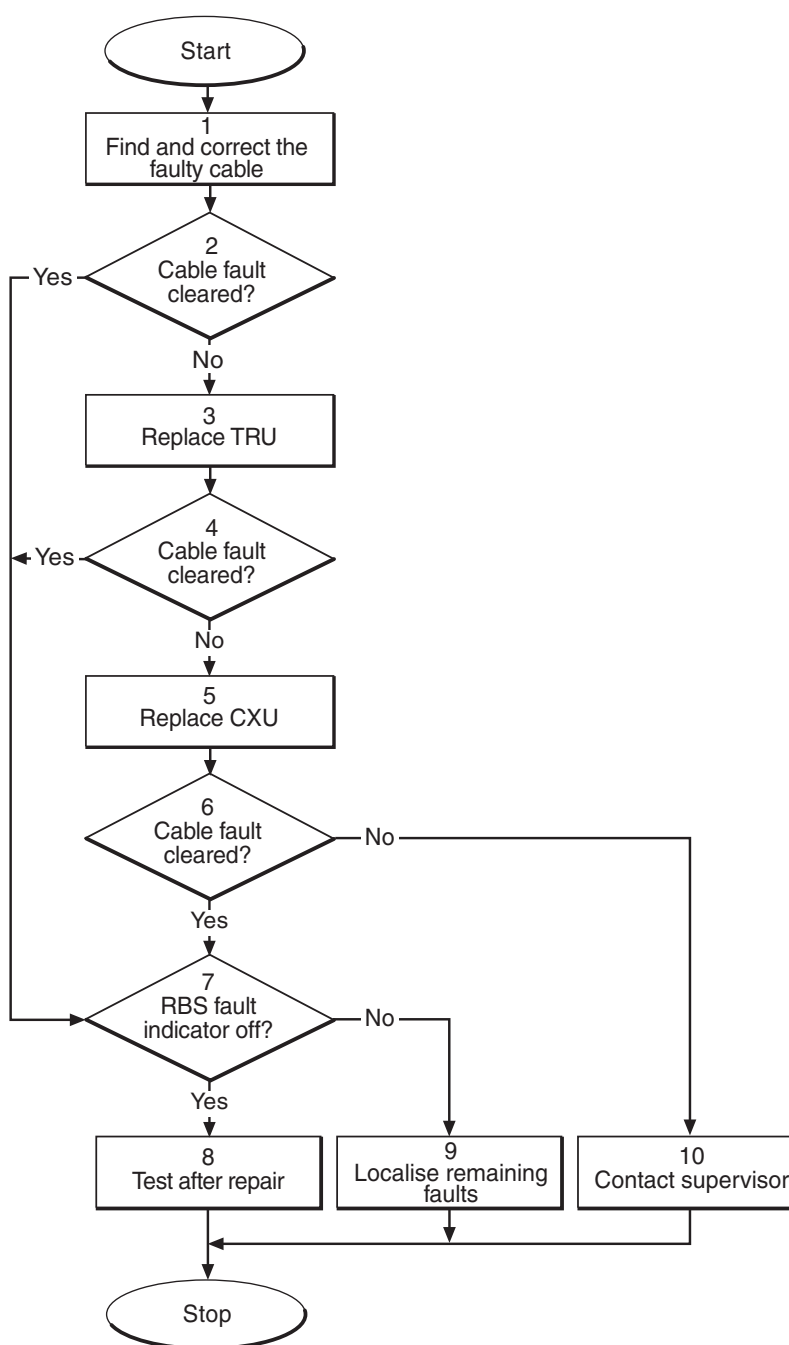 Start
1
Find and correct the
faulty cable
2
Cable fault
cleared?
Yes
No
3
Replace TRU
4
Cable fault
cleared?
Yes
No
5
Replace CXU
6
Cable fault
cleared?
No
Yes
7
RBS fault
indicator off?
No
Yes
8
Test after repair
9
Localise remaining
faults
10
Contact supervisor
Stop